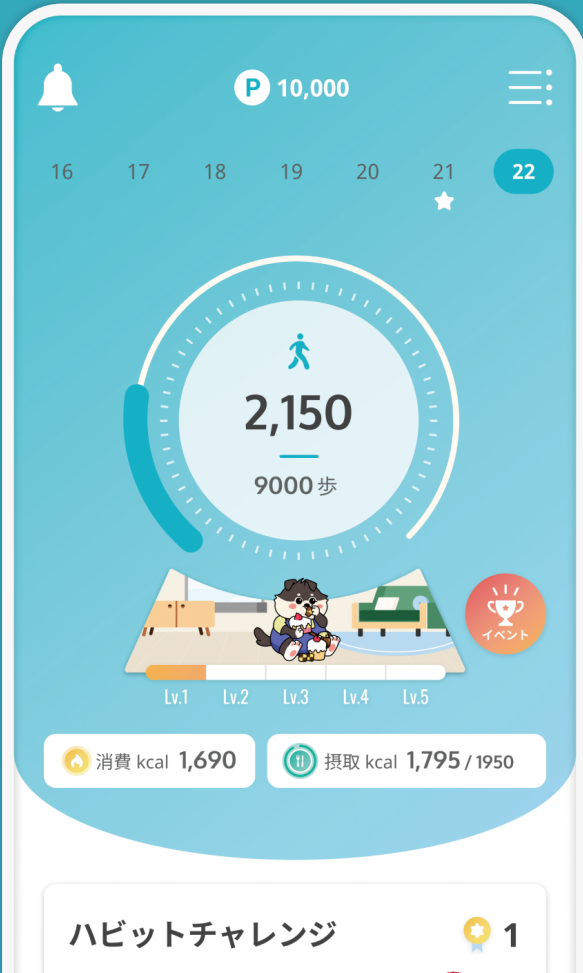 P 10,000
16 17 18 19 20 21 22
2,150
9000 歩
イベント
Lv.1 Lv.2 Lv.3 Lv.4 Lv.5
消費 kcal 1,690 摂取 kcal 1,795 / 1950
ハビットチャレンジ 1